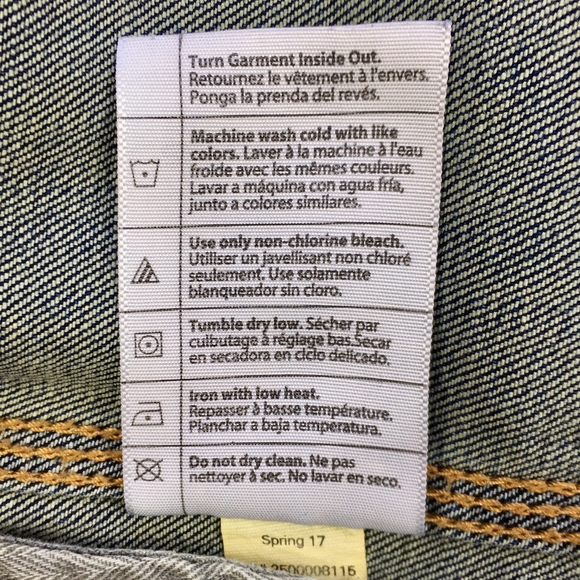 Turn Garment Inside Out.
Retournez le vêtement à l'envers.
Ponga la prenda del revés.
Machine wash cold with like
colors. Laver à la machine à l'eau
froide avec les mêmes couleurs.
Lavar a máquina con agua fría,
junto a colores similares.
Use only non-chlorine bleach.
Utiliser un javellisant non chloré
seulement. Use solamente
blanqueador sin cloro.
Tumble dry low. Sécher par
culbutage à réglage bas.Secar
en secadora en ciclo delicado.
Iron with low heat.
Repasser à basse température.
Planchar a baja temperatura.
Do not dry clean. Ne pas
nettoyer à sec. No lavar en seco.
Spring 17